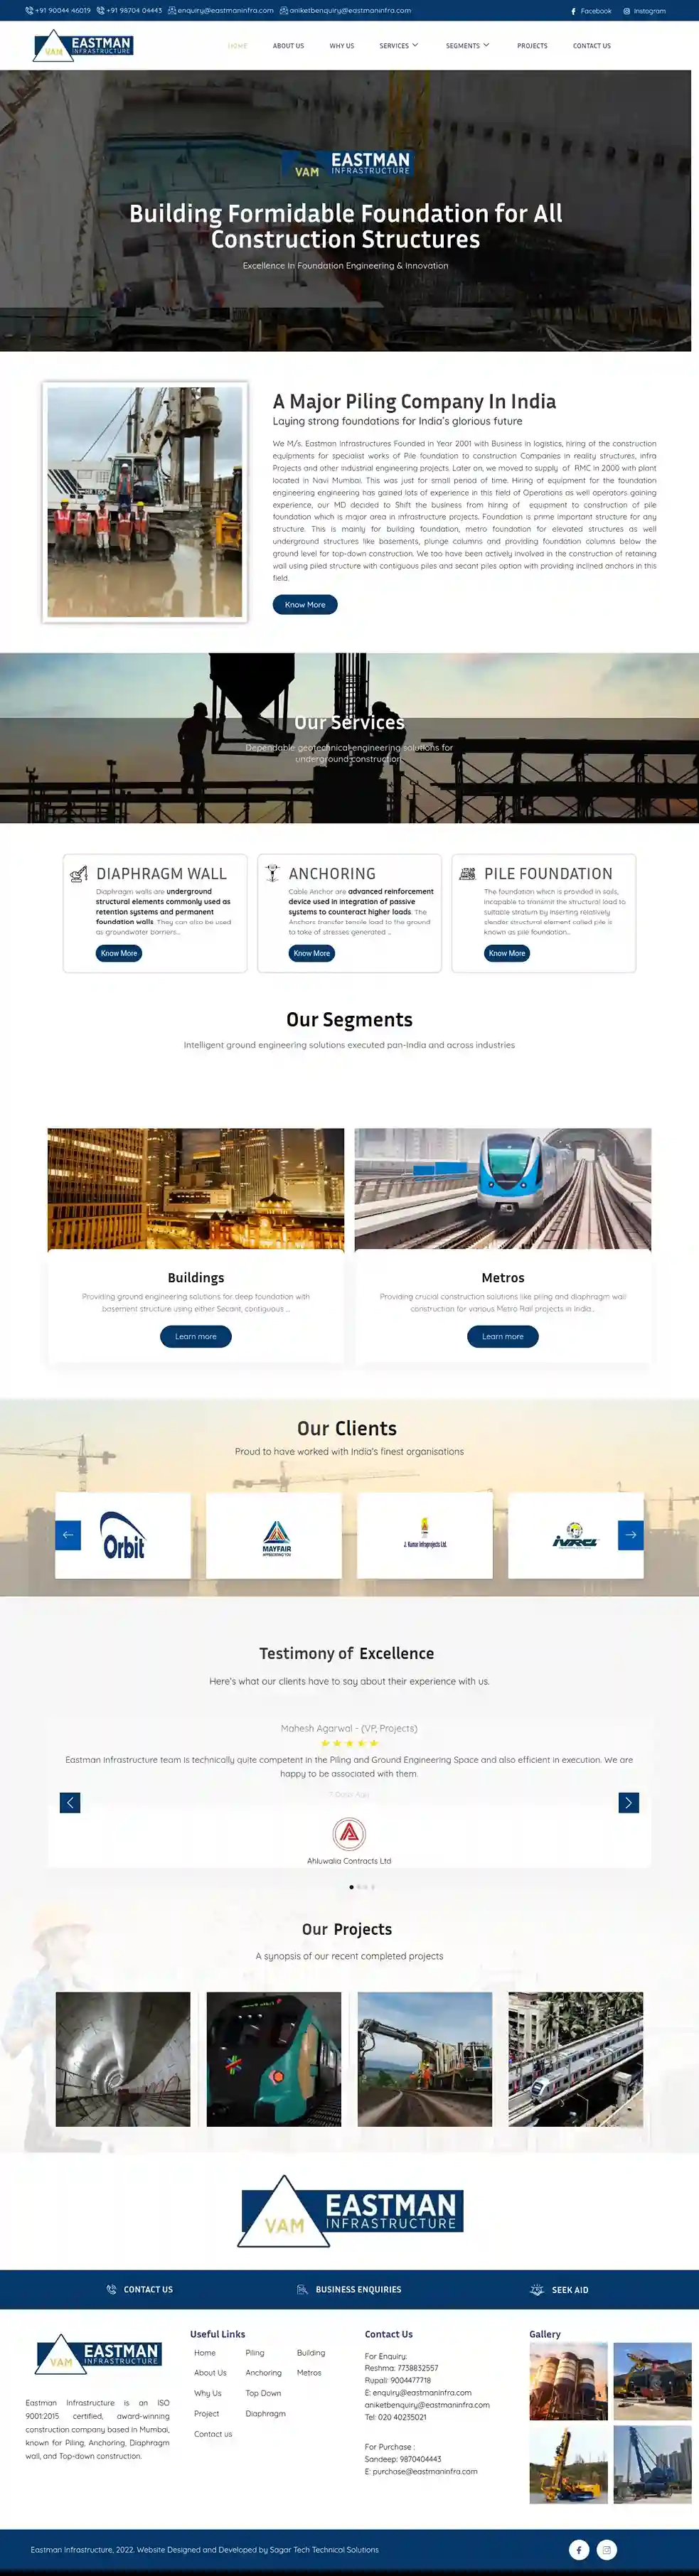 +91 90044 46019 +91 98704 04443 enquiry@eastmaninfra.com aniketbenquiry@eastmaninfra.com Facebook Instagram
VAM EASTMAN INFRASTRUCTURE
HOME ABOUT US WHY US SERVICES SEGMENTS PROJECTS CONTACT US
VAM EASTMAN
INFRASTRUCTURE
Building Formidable Foundation for All
Construction Structures
Excellence In Foundation Engineering & Innovation
A Major Piling Company In India
Laying strong foundations for India's glorious future
We M/s. Eastman Infrastructures Founded in Year 2001 with Business in logistics, hiring of the construction
equipments for specialist works of Pile foundation to construction Companies in reality structures, infra
Projects and other industrial engineering projects. Later on, we moved to supply of RMC in 2000 with plant
located in Navi Mumbai. This was just for small period of time. Hiring of equipment for the foundation
engineering engineering has gained lots of experience in this field of Operations as well operators gaining
experience, our MD decided to Shift the business from hiring of equipment to construction of pile
foundation which is major area in infrastructure projects. Foundation is prime important structure for any
structure. This is mainly for building foundation, metro foundation for elevated structures as well
underground structures like basements, plunge columns and providing foundation columns below the
ground level for top-down construction. We too have been actively involved in the construction of retaining
wall using piled structure with contiguous piles and secant piles option with providing inclined anchors in this
field.
Know More
Our Services
Dependable geotechnical engineering solutions for
underground construction
DIAPHRAGM WALL
Diaphragm walls are underground
structural elements commonly used as
retention systems and permanent
foundation walls. They can also be used
as groundwater barriers...
Know More
ANCHORING
Cable Anchor are advanced reinforcement
device used in integration of passive
systems to counteract higher loads. The
Anchors transfer tensile load to the ground
to take of stresses generated ...
Know More
PILE FOUNDATION
The foundation which is provided in soils,
incapable to transmit the structural load to
suitable stratum by inserting relatively
slender structural element called pile is
known as pile foundation...
Know More
Our Segments
Intelligent ground engineering solutions executed pan-India and across industries
Buildings
Providing ground engineering solutions for deep foundation with
basement structure using either Secant, contiguous ...
Learn more
Metros
Providing crucial construction solutions like piling and diaphragm wall
construction for various Metro Rail projects in India..
Learn more
Our Clients
Proud to have worked with India's finest organisations
Orbit
MAYFAIR
APPRECIATING YOU
J. Kumar Infraprojects Ltd.
IVRCL
Testimony of Excellence
Here's what our clients have to say about their experience with us.
Mahesh Agarwal - (VP, Projects)
Eastman Infrastructure team is technically quite competent in the Piling and Ground Engineering Space and also efficient in execution. We are
happy to be associated with them.
Ahluwalia Contracts Ltd
Our Projects
A synopsis of our recent completed projects
VAM EASTMAN
INFRASTRUCTURE
CONTACT US BUSINESS ENQUIRIES SEEK AID
VAM EASTMAN
INFRASTRUCTURE
Eastman Infrastructure is an ISO
9001:2015 certified, award-winning
construction company based in Mumbai,
known for Piling, Anchoring, Diaphragm
wall, and Top-down construction.
Useful Links
Home Piling Building
About Us Anchoring Metros
Why Us Top Down
Project Diaphragm
Contact us
Contact Us
For Enquiry:
Reshma: 7738832557
Rupali: 9004477718
E: enquiry@eastmaninfra.com
aniketbenquiry@eastmaninfra.com
Tel: 020 40235021
For Purchase :
Sandeep: 9870404443
E: purchase@eastmaninfra.com
Gallery
Eastman Infrastructure, 2022. Website Designed and Developed by Sagar Tech Technical Solutions